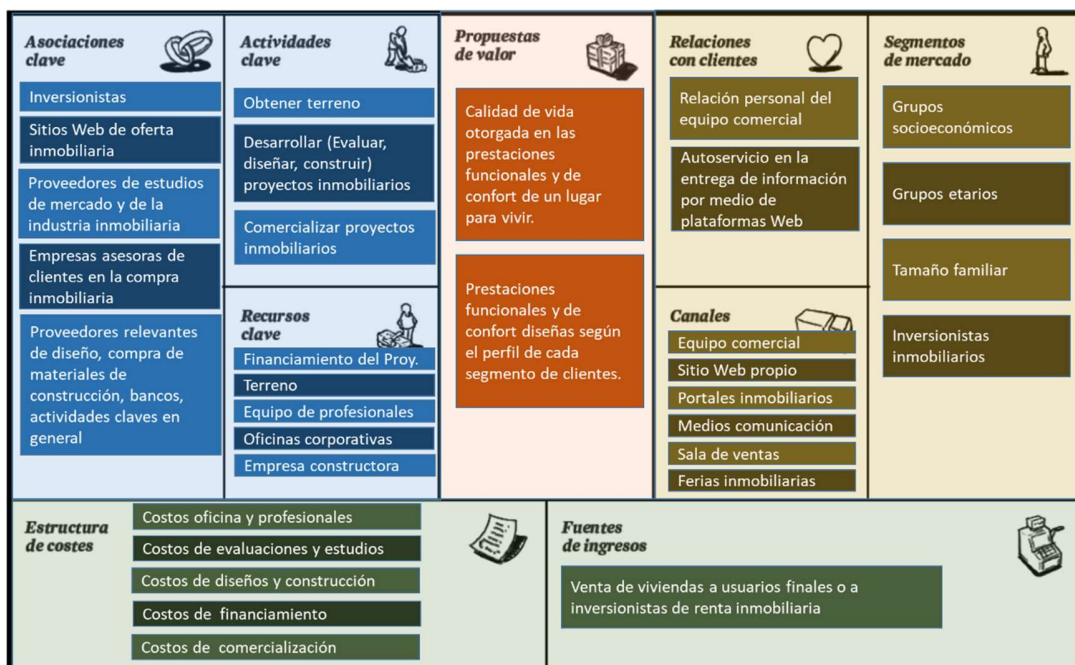 Asociaciones
clave
Inversionistas
Sitios Web de oferta
inmobiliaria
Proveedores de estudios
de mercado y de la
industria inmobiliaria
Empresas asesoras de
clientes en la compra
inmobiliaria
Proveedores relevantes
de diseño, compra de
materiales de
construcción, bancos,
actividades claves en
general
Actividades
clave
Obtener terreno
Desarrollar (Evaluar,
diseñar, construir)
proyectos inmobiliarios
Comercializar proyectos
inmobiliarios
Recursos
clave
Financiamiento del Proy.
Terreno
Equipo de profesionales
Oficinas corporativas
Empresa constructora
Propuestas
de valor
Calidad de vida
otorgada en las
prestaciones
funcionales y de
confort de un lugar
para vivir.
Prestaciones
funcionales y de
confort diseñas según
el perfil de cada
segmento de clientes.
Relaciones
con clientes
Relación personal del
equipo comercial
Autoservicio en la
entrega de información
por medio de
plataformas Web
Canales
Equipo comercial
Sitio Web propio
Portales inmobiliarios
Medios comunicación
Sala de ventas
Ferias inmobiliarias
Segmentos
de mercado
Grupos
socioeconómicos
Grupos etarios
Tamaño familiar
Inversionistas
inmobiliarios
Estructura
de costes
Costos oficina y profesionales
Costos de evaluaciones y estudios
Costos de diseños y construcción
Costos de financiamiento
Costos de comercialización
Fuentes
de ingresos
Venta de viviendas a usuarios finales o a
inversionistas de renta inmobiliaria